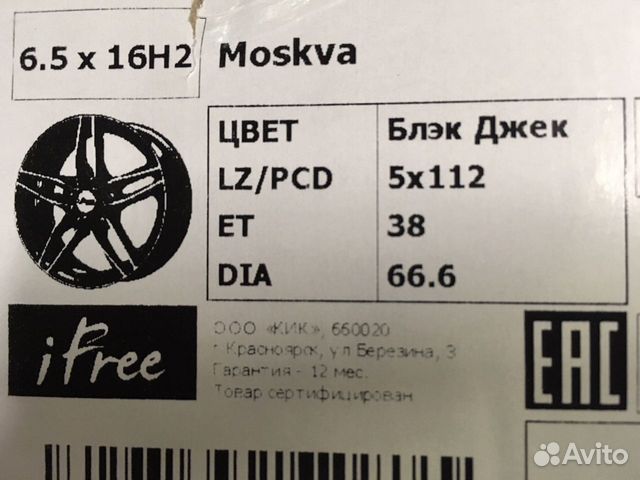 6.5 x 16H2
Moskva
ЦВЕТ Блэк Джек
LZ/PCD 5x112
ET 38
DIA 66.6
iFree
ООО «КИК», 660020
г. Красноярск, ул Березина, 3
Гарантия - 12 мес.
Товар сертифицирован
EAC
Avito